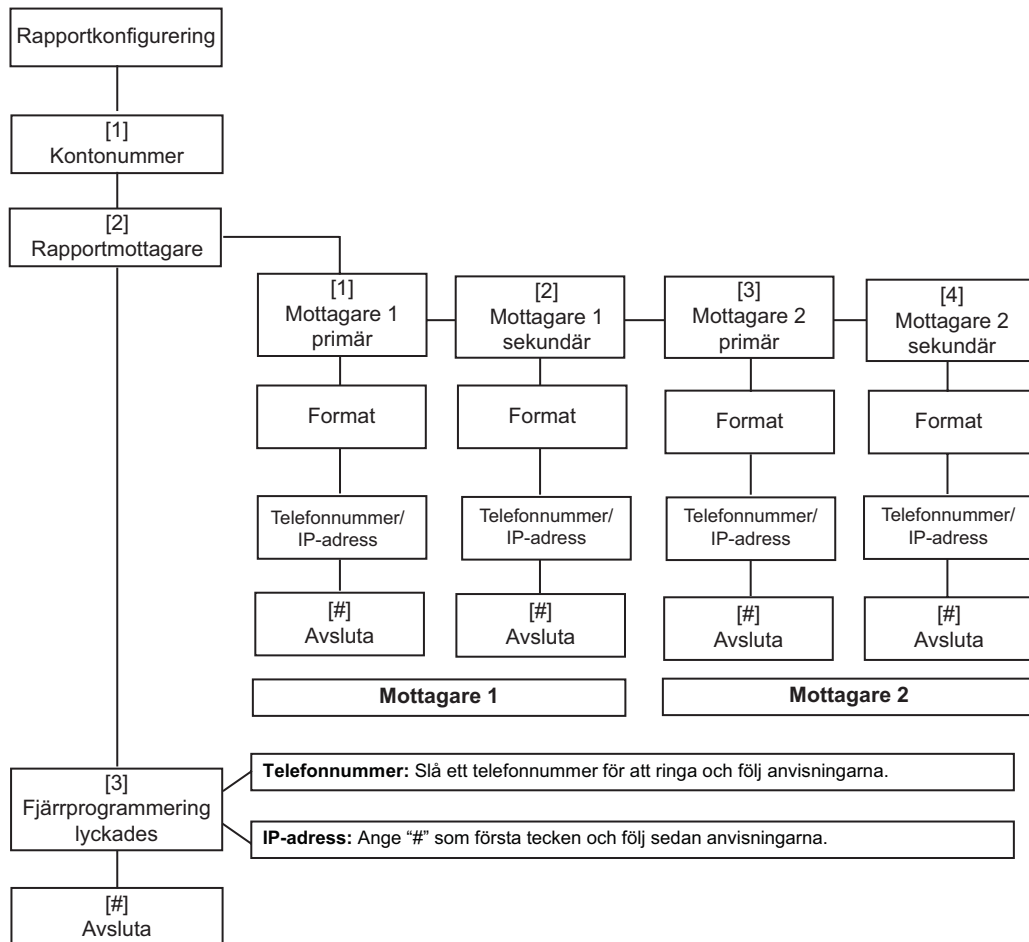 Rapportkonfigurering
[1]
Kontonummer
[2]
Rapportmottagare
[1]
Mottagare 1
primär
[2]
Mottagare 1
sekundär
[3]
Mottagare 2
primär
[4]
Mottagare 2
sekundär
Format
Format
Format
Format
Telefonnummer/
IP-adress
Telefonnummer/
IP-adress
Telefonnummer/
IP-adress
Telefonnummer/
IP-adress
[#]
Avsluta
[#]
Avsluta
[#]
Avsluta
[#]
Avsluta
Mottagare 1
Mottagare 2
[3]
Fjärrprogrammering
lyckades
Telefonnummer: Slå ett telefonnummer för att ringa och följ anvisningarna.
IP-adress: Ange “#” som första tecken och följ sedan anvisningarna.
[#]
Avsluta